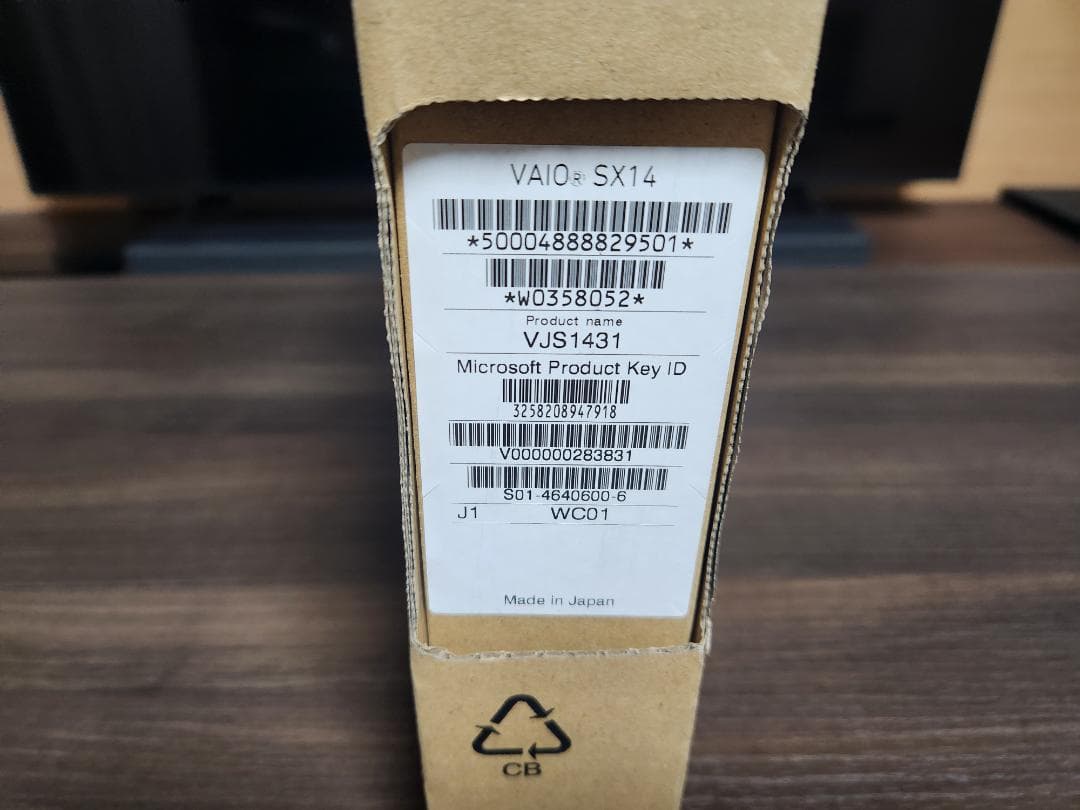 VAIO® SX14
*50004888829501*
*W0358052*
Product name
VJS1431
Microsoft Product Key ID
3258208947918
V000000283831
S01-4640600-6
J1 WC01
Made in Japan
CB